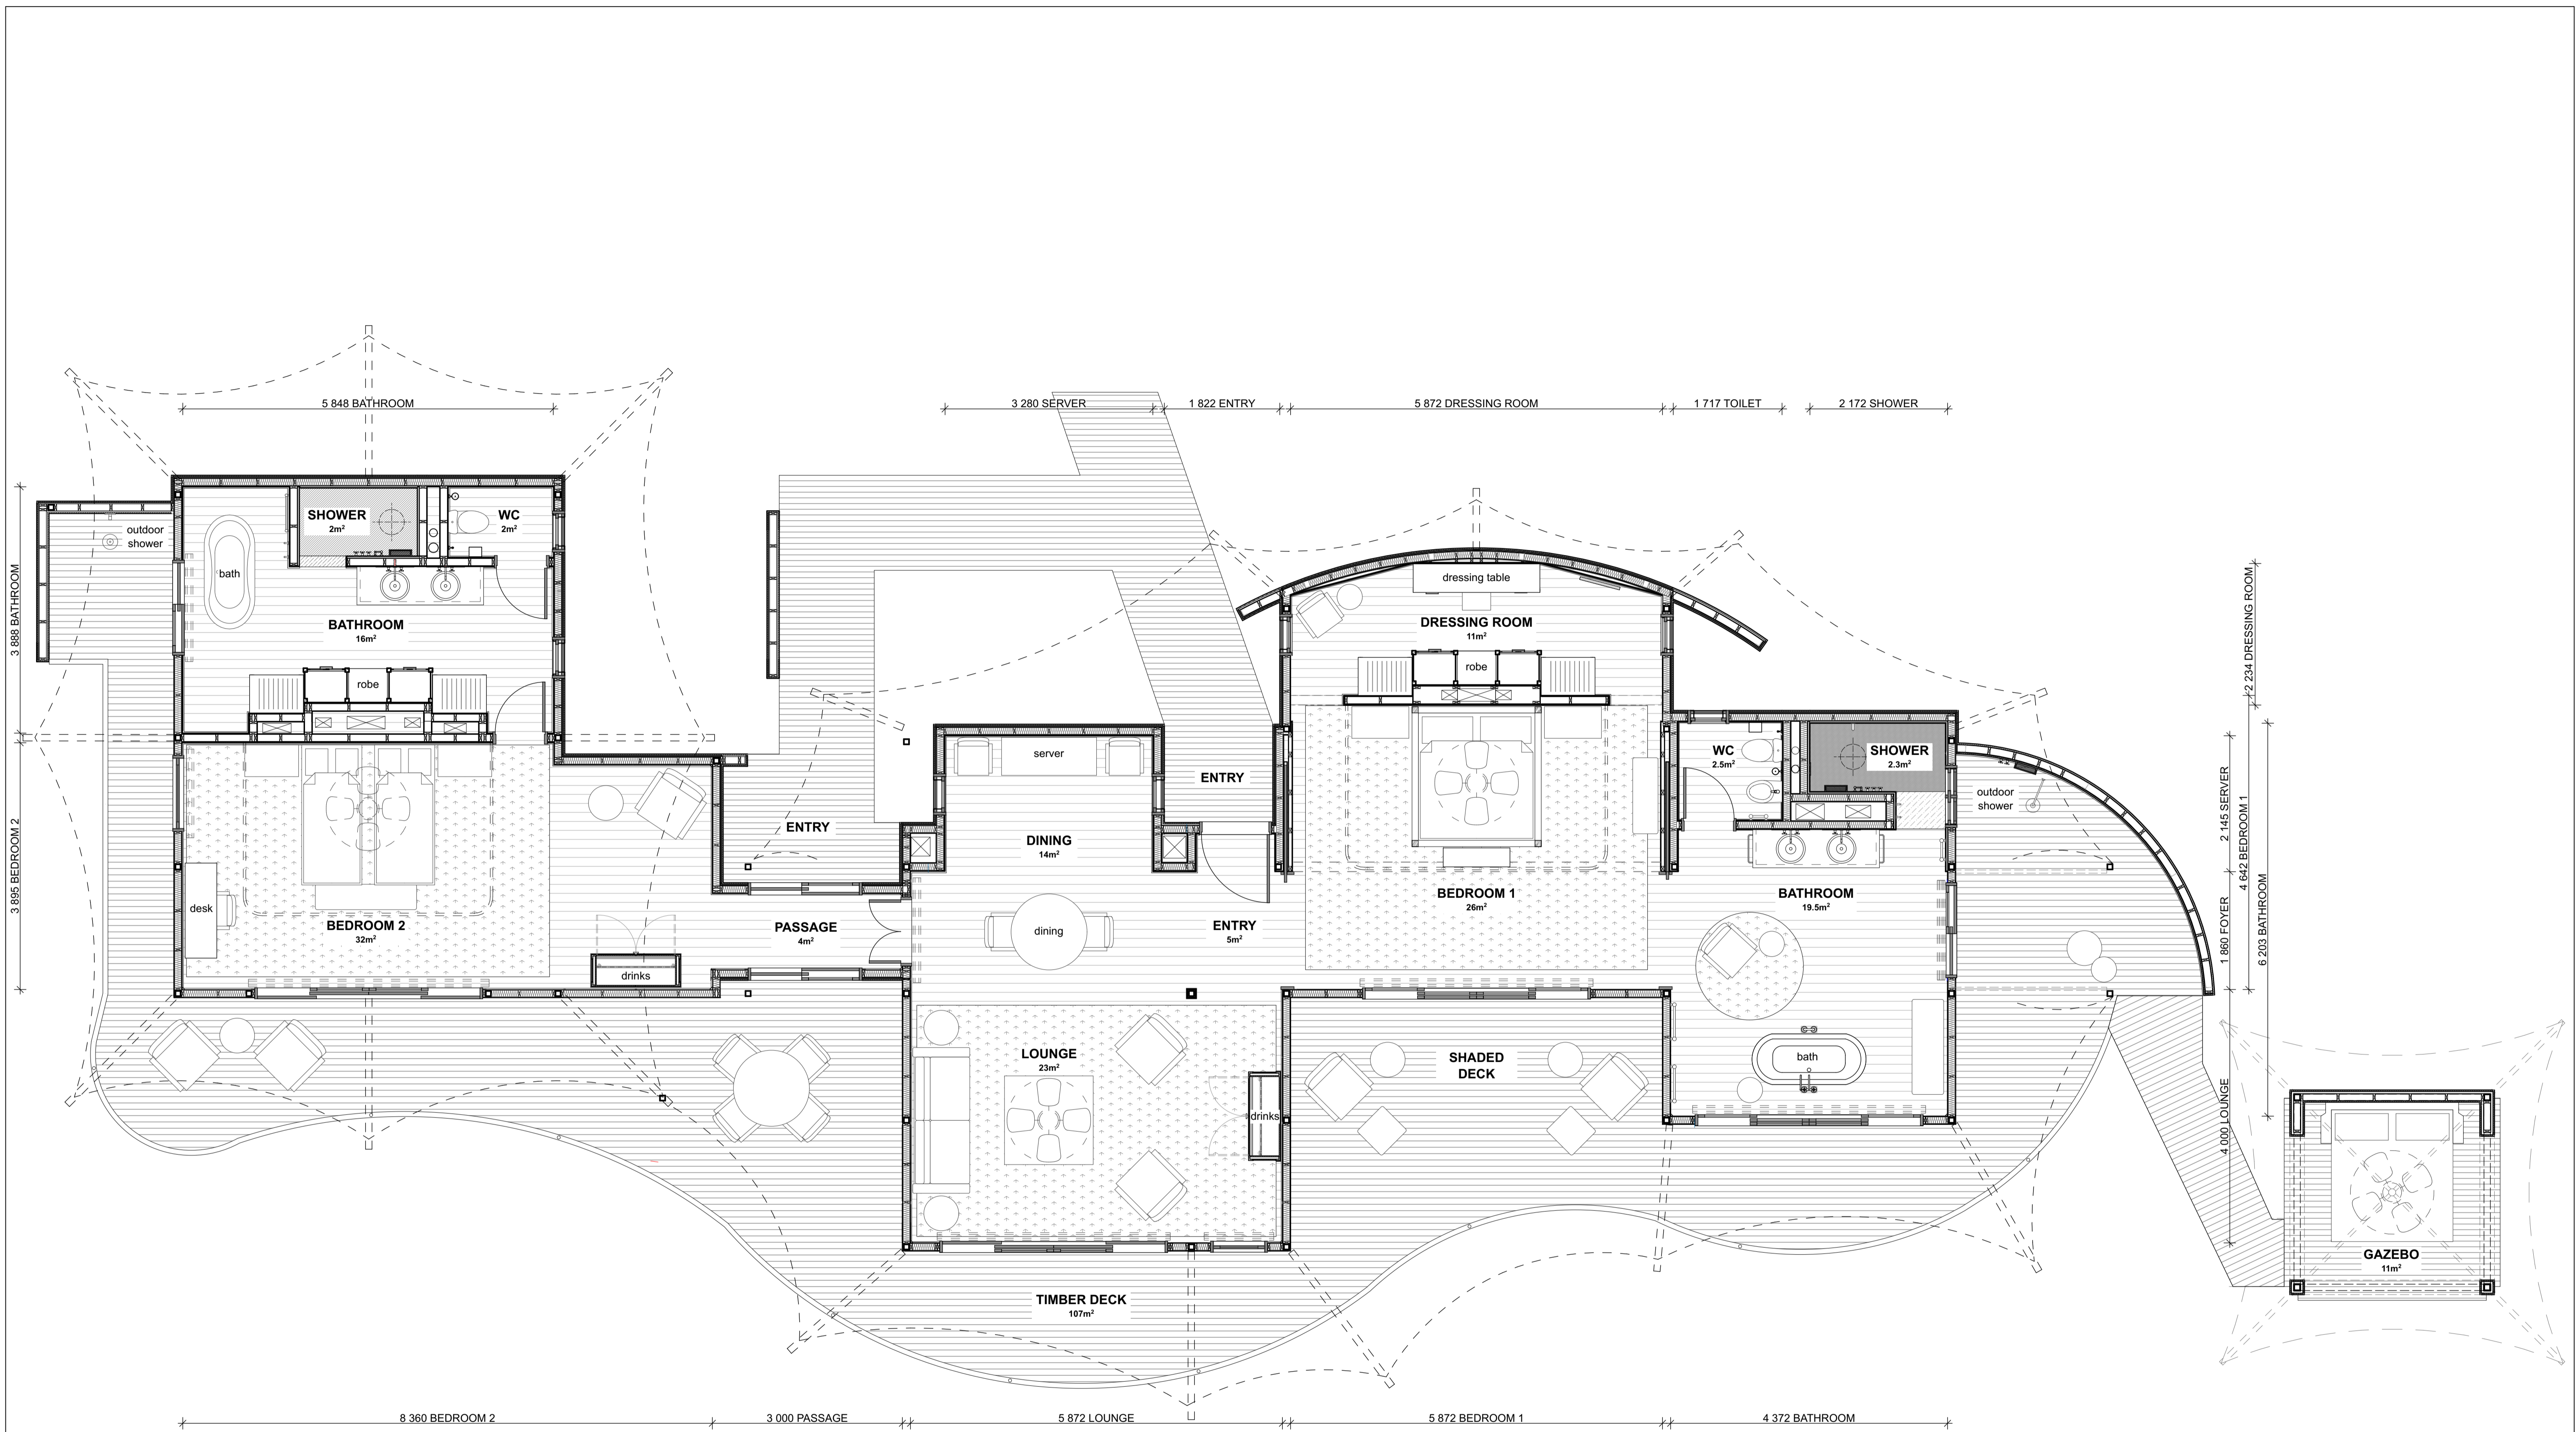 5 848 BATHROOM
3 280 SERVER
1 822 ENTRY
5 872 DRESSING ROOM
1 717 TOILET
2 172 SHOWER
3 888 BATHROOM
3 895 BEDROOM 2
outdoor
shower
SHOWER
2m²
WC
2m²
bath
BATHROOM
16m²
robe
desk
BEDROOM 2
32m²
drinks
ENTRY
PASSAGE
4m²
server
DINING
14m²
dining
ENTRY
ENTRY
5m²
dressing table
DRESSING ROOM
11m²
robe
BEDROOM 1
26m²
WC
2.5m²
SHOWER
2.3m²
outdoor
shower
BATHROOM
19.5m²
bath
LOUNGE
23m²
drinks
SHADED
DECK
TIMBER DECK
107m²
GAZEBO
11m²
2 234 DRESSING ROOM
2 145 SERVER
4 642 BEDROOM 1
1 860 FOYER
6 203 BATHROOM
4 000 LOUNGE
8 360 BEDROOM 2
3 000 PASSAGE
5 872 LOUNGE
5 872 BEDROOM 1
4 372 BATHROOM